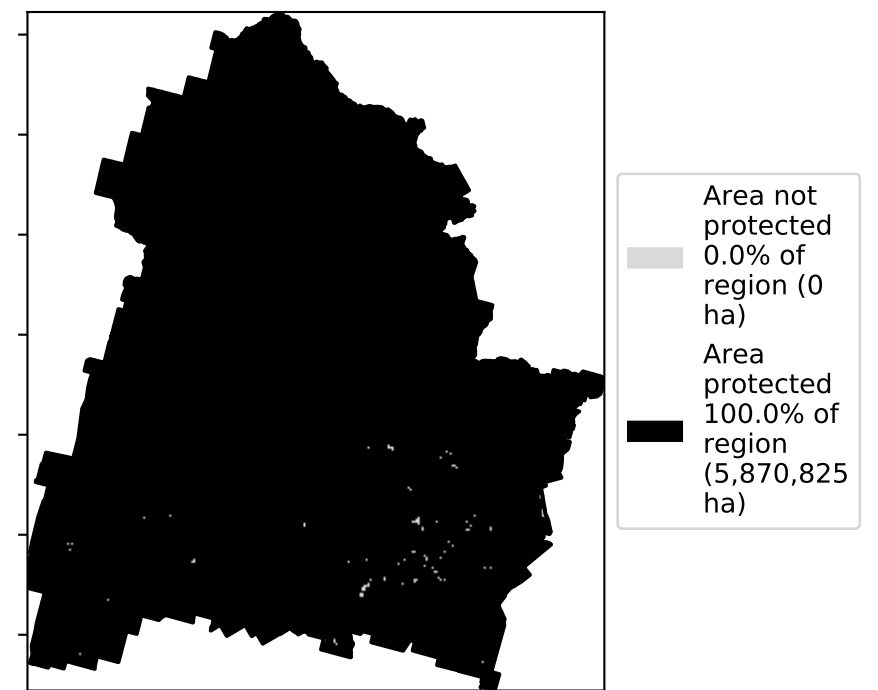 Area not
protected
0.0% of
region (0
ha)
Area
protected
100.0% of
region
(5,870,825
ha)